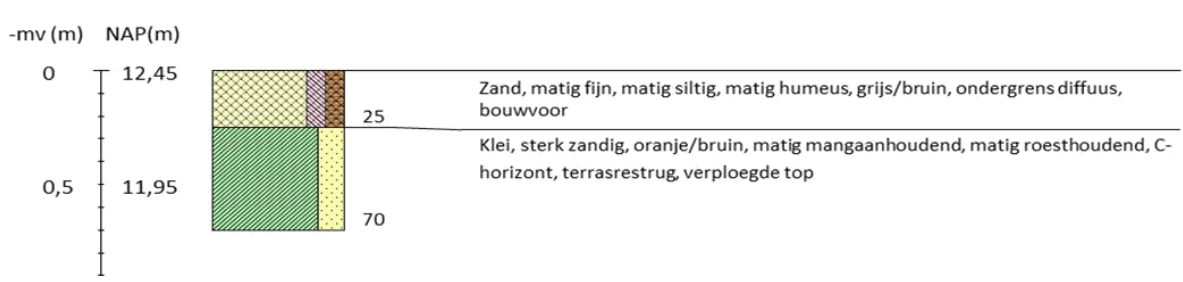 -mv (m) NAP(m)
0 12,45
Zand, matig fijn, matig siltig, matig humeus, grijs/bruin, ondergrens diffuus,
bouwvoor
25
Klei, sterk zandig, oranje/bruin, matig mangaanhoudend, matig roesthoudend, C-
horizont, terrasrestrug, verploegde top
0,5 11,95
70